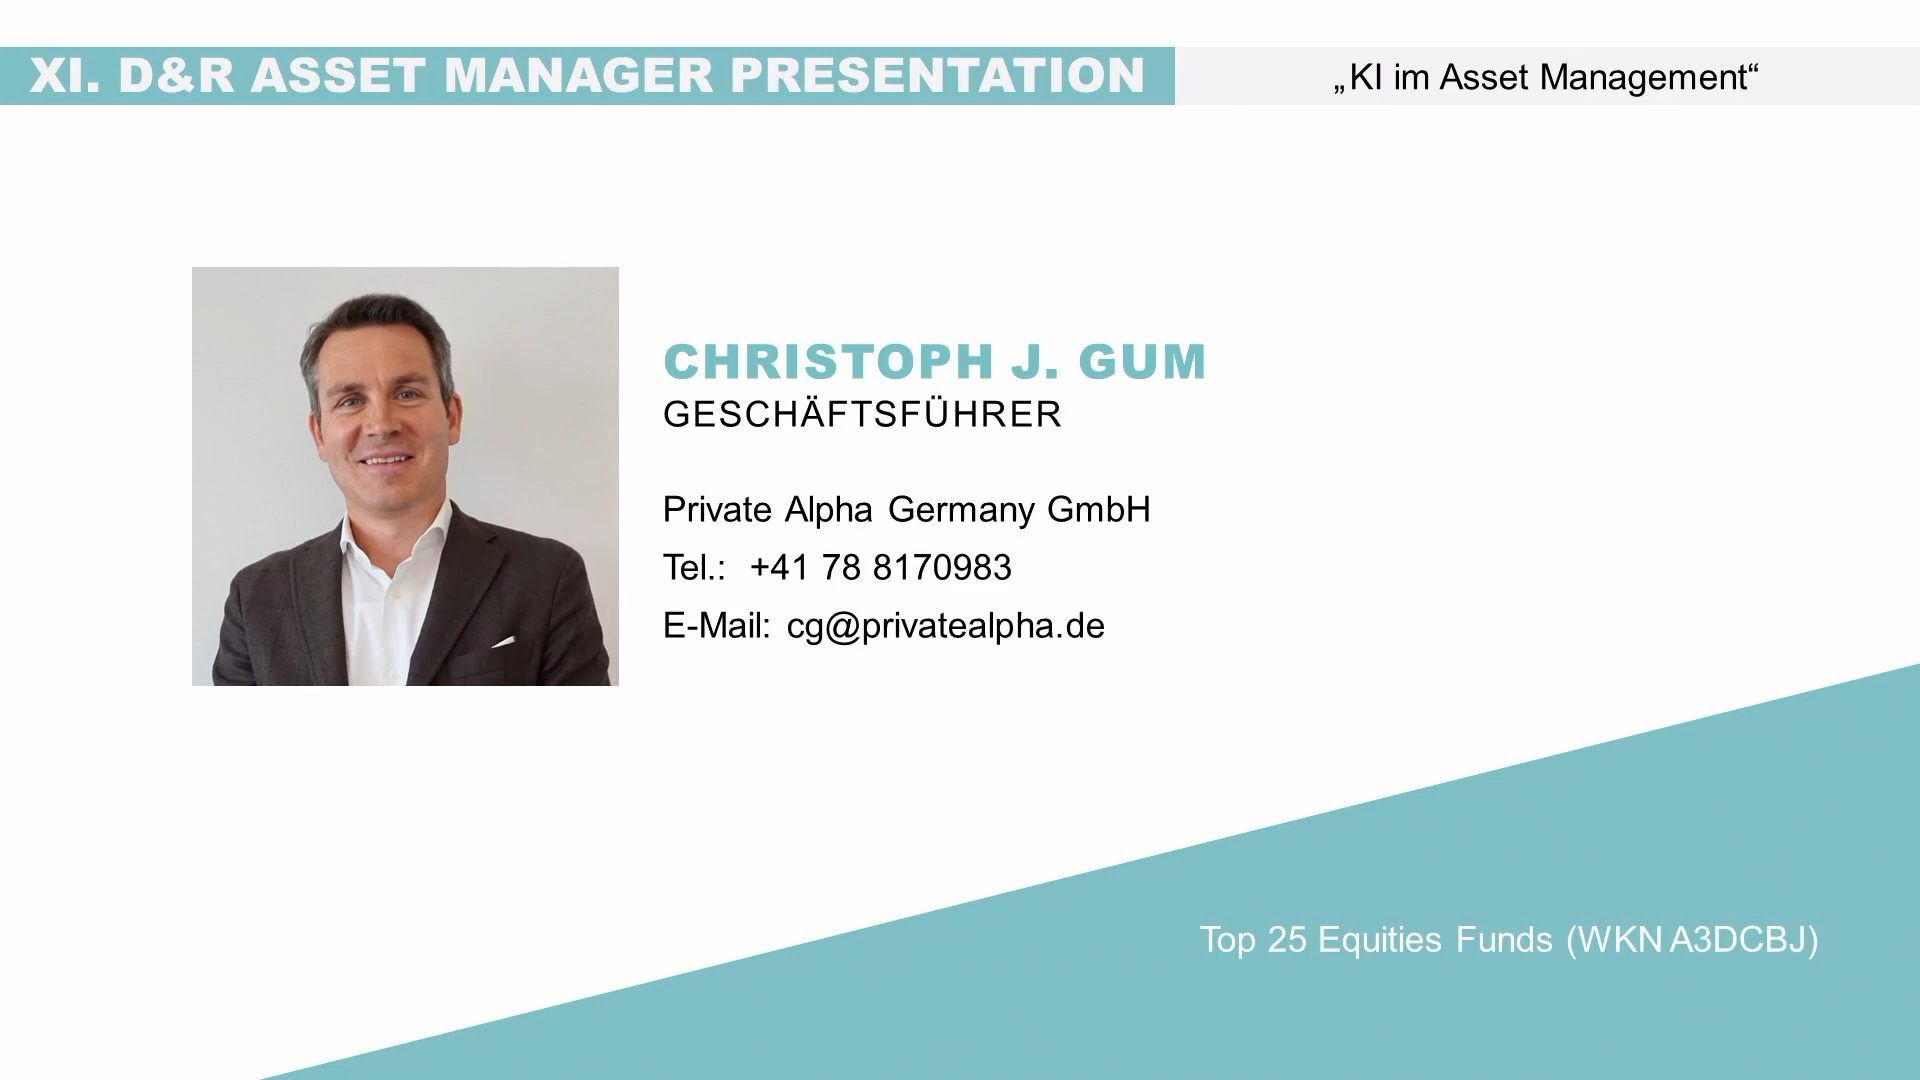 XI. D&R ASSET MANAGER PRESENTATION
„KI im Asset Management“
CHRISTOPH J. GUM
GESCHÄFTSFÜHRER
Private Alpha Germany GmbH
Tel.: +41 78 8170983
E-Mail: cg@privatealpha.de
Top 25 Equities Funds (WKN A3DCBJ)